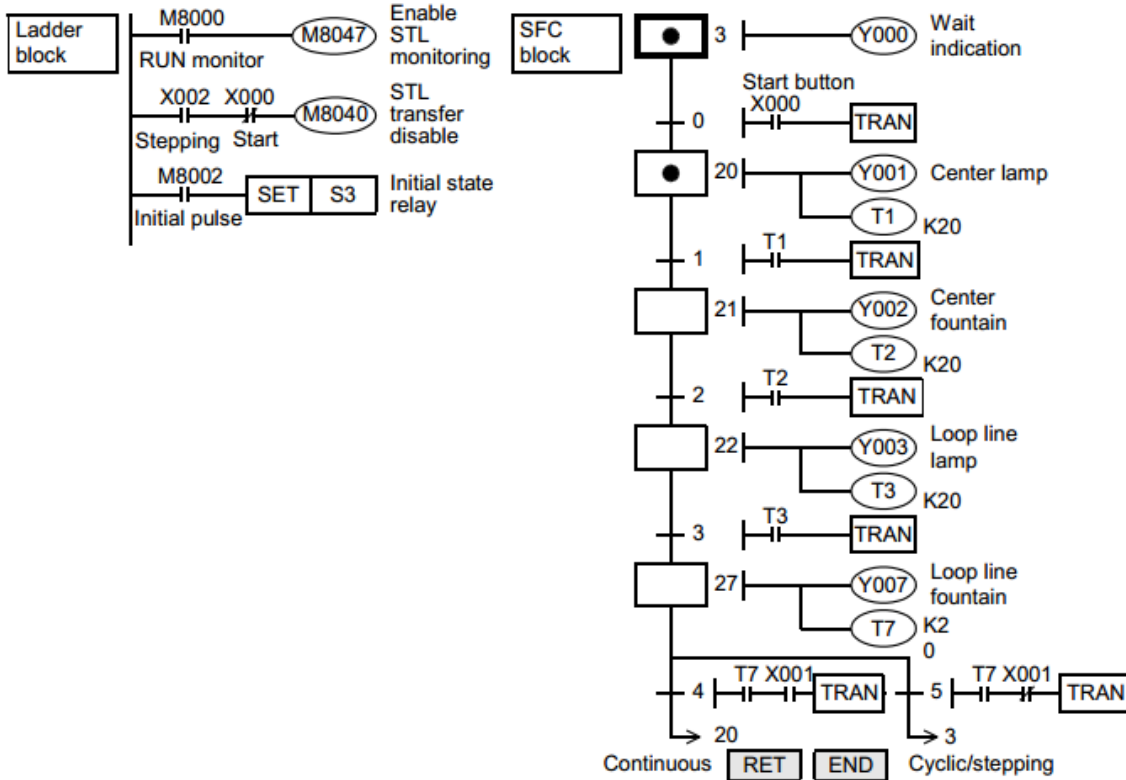 Ladder block
M8000
RUN monitor
M8047
Enable STL monitoring
X002 X000
Stepping Start
M8040
STL transfer disable
M8002
Initial pulse
SET S3
Initial state relay
SFC block
3
Y000
Wait indication
Start button
0
X000
TRAN
20
Y001
Center lamp
T1
K20
1
T1
TRAN
21
Y002
Center fountain
T2
K20
2
T2
TRAN
22
Y003
Loop line lamp
T3
K20
3
T3
TRAN
27
Y007
Loop line fountain
T7
K2
0
4
T7 X001
TRAN
5
T7 X001
TRAN
20
3
Continuous
RET
END
Cyclic/stepping